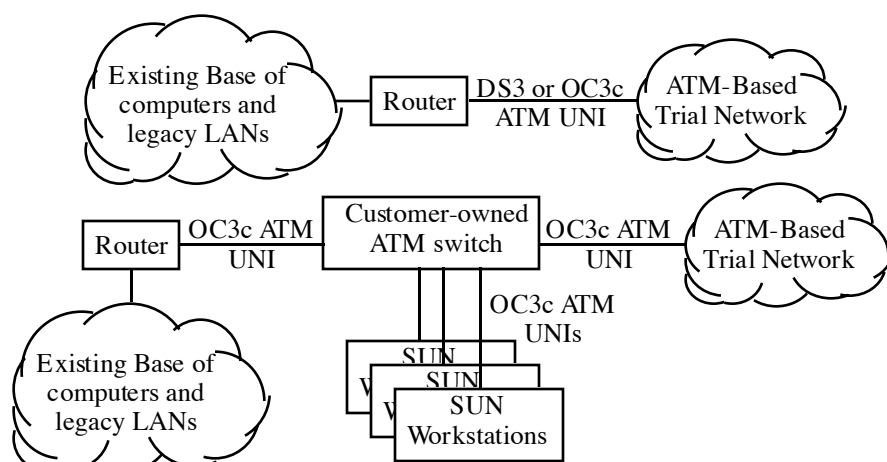 Existing Base of
computers and
legacy LANs
Router
DS3 or OC3c
ATM UNI
ATM-Based
Trial Network
Router
OC3c ATM
UNI
Customer-owned
ATM switch
OC3c ATM
UNI
ATM-Based
Trial Network
OC3c ATM
UNIs
Existing Base of
computers and
legacy LANs
SUN
W
SUN
W
SUN
Workstations